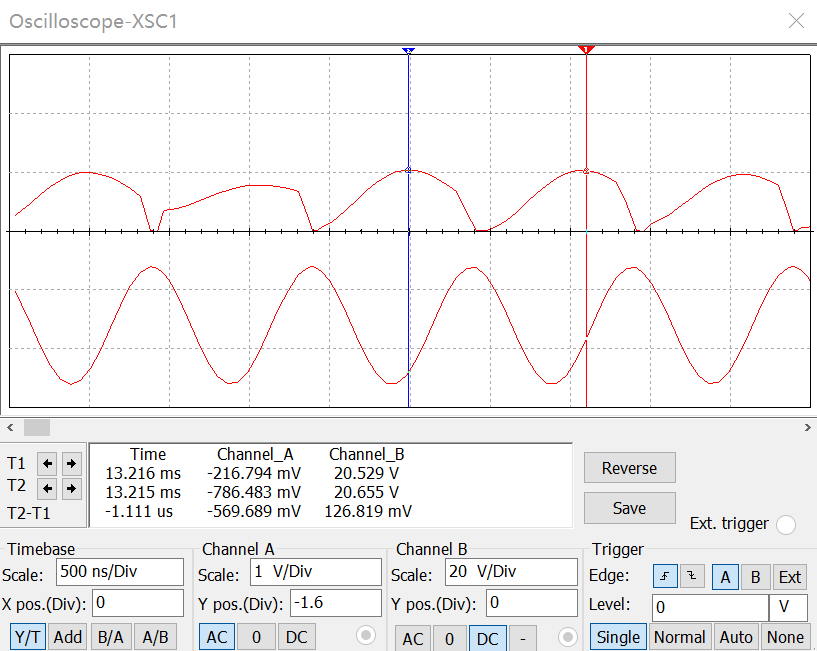 Oscilloscope-XSC1
T1
T2
T2-T1
Time Channel_A Channel_B
13.216 ms -216.794 mV 20.529 V
13.215 ms -786.483 mV 20.655 V
-1.111 us -569.689 mV 126.819 mV
Reverse
Save
Ext. trigger
Timebase
Scale: 500 ns/Div
X pos.(Div): 0
Y/T Add B/A A/B
Channel A
Scale: 1 V/Div
Y pos.(Div): -1.6
AC 0 DC
Channel B
Scale: 20 V/Div
Y pos.(Div): 0
AC 0 DC -
Trigger
Edge: A B Ext
Level: 0 V
Single Normal Auto None